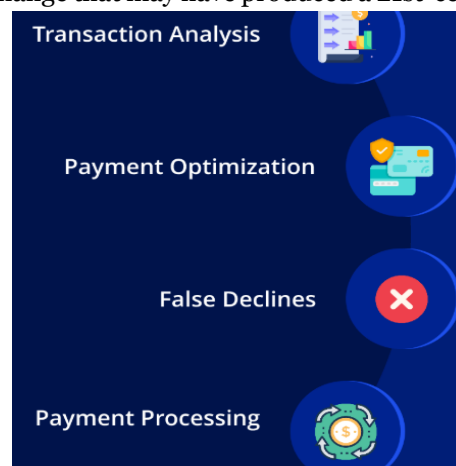 Transaction Analysis
Payment Optimization
False Declines
Payment Processing